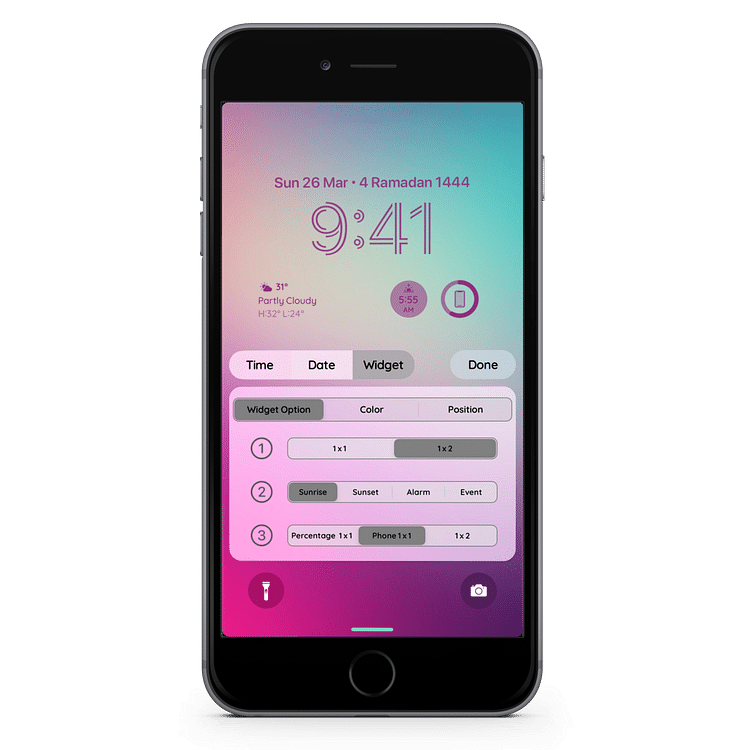 Sun 26 Mar • 4 Ramadan 1444
9:41
31°
Partly Cloudy
H:32° L:24°
5:55
AM
Time Date Widget Done
Widget Option Color Position
1 1x1 1x2
2 Sunrise Sunset Alarm Event
3 Percentage 1x1 Phone 1x1 1x2